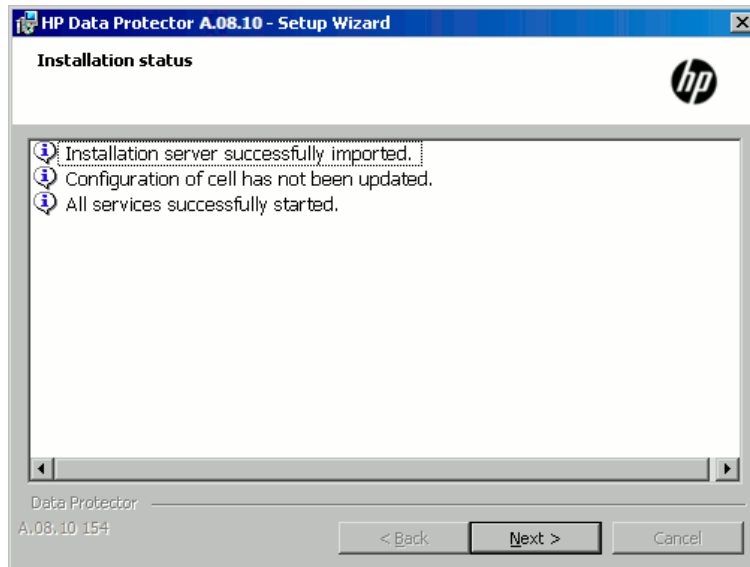 HP Data Protector A.08.10 - Setup Wizard
Installation status
hp
Installation server successfully imported.
Configuration of cell has not been updated.
All services successfully started.
Data Protector
A.08.10 154
< Back
Next >
Cancel